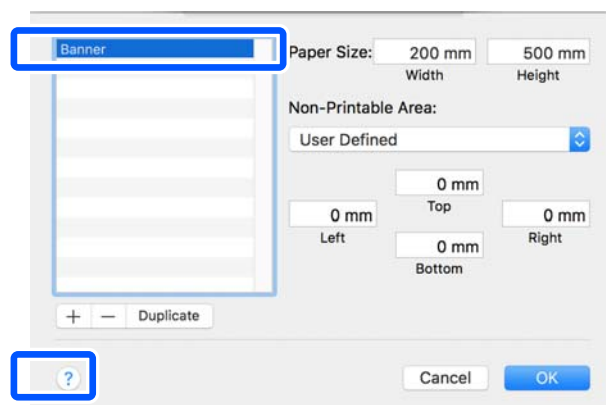 Banner
Paper Size: 200 mm 500 mm
Width Height
Non-Printable Area:
User Defined
0 mm
Top
0 mm 0 mm
Left Right
0 mm
Bottom
+ − Duplicate
? Cancel OK